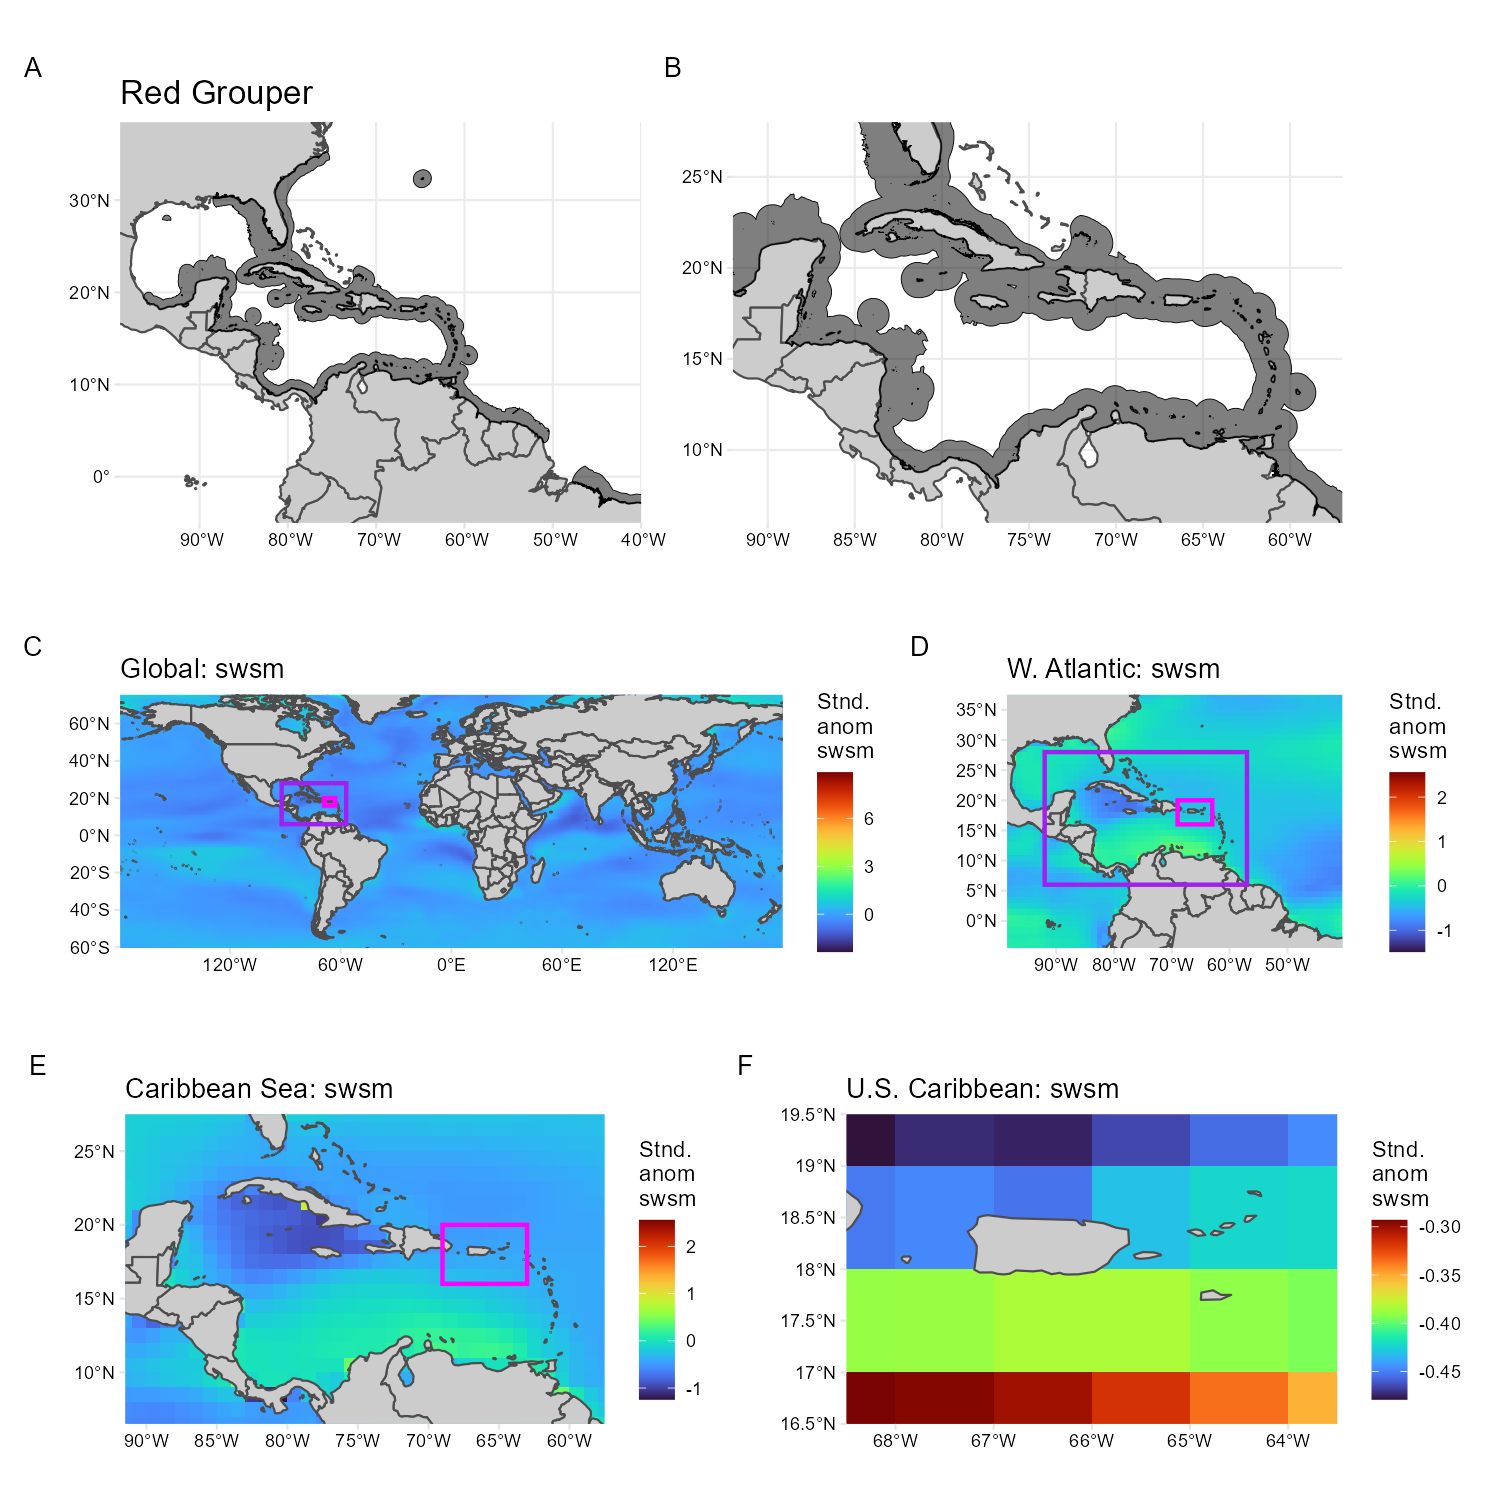 A
B
Red Grouper
30°N
20°N
10°N
0°
90°W 80°W 70°W 60°W 50°W 40°W
25°N
20°N
15°N
10°N
90°W 85°W 80°W 75°W 70°W 65°W 60°W
C
Global: swsm
60°N
40°N
20°N
0°N
20°S
40°S
60°S
120°W 60°W 0°E 60°E 120°E
Stnd.
anom
swsm
6
3
0
D
W. Atlantic: swsm
35°N
30°N
25°N
20°N
15°N
10°N
5°N
0°N
90°W 80°W 70°W 60°W 50°W
Stnd.
anom
swsm
2
1
0
-1
E
Caribbean Sea: swsm
25°N
20°N
15°N
10°N
90°W 85°W 80°W 75°W 70°W 65°W 60°W
Stnd.
anom
swsm
2
1
0
-1
F
U.S. Caribbean: swsm
19.5°N
19°N
18.5°N
18°N
17.5°N
17°N
16.5°N
68°W 67°W 66°W 65°W 64°W
Stnd.
anom
swsm
-0.30
-0.35
-0.40
-0.45